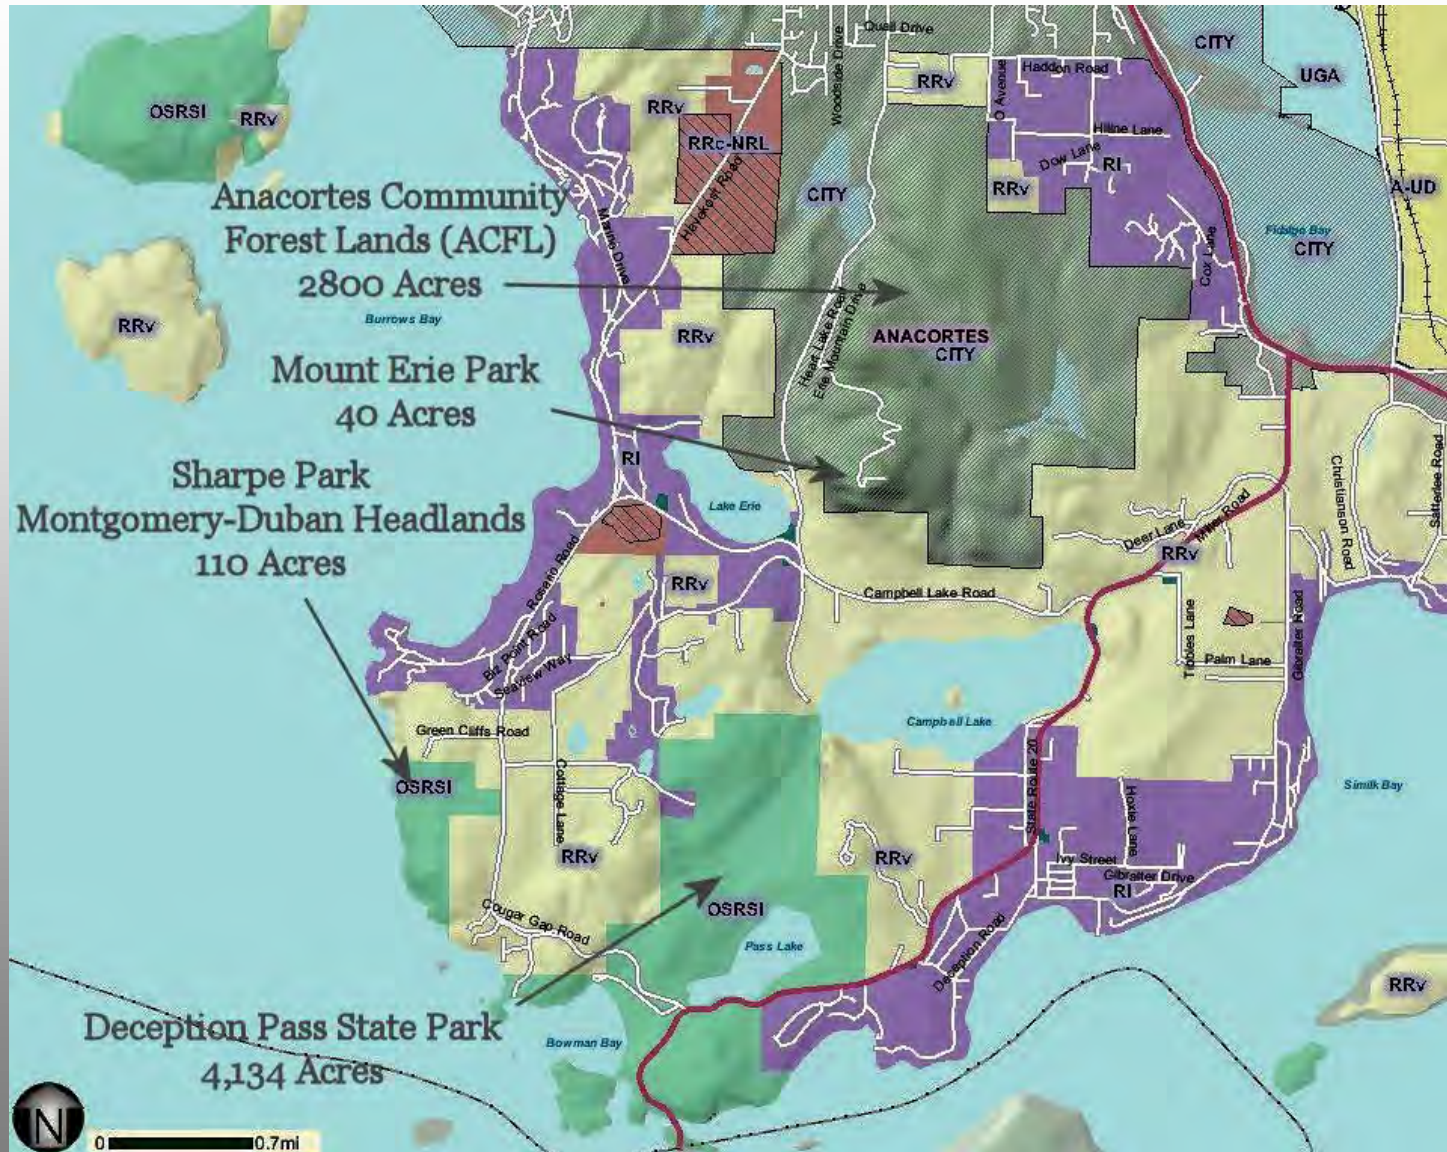 Quail Drive
CITY
Woodside Drive
OSRSI
RRv
RRv
RRv
O Avenue
Haddon Road
UGA
RRc-NRL
Hiline Lane
Dow Lane
RI
RRv
A-UD
CITY
Havekost Road
Anacortes Community
Forest Lands (ACFL)
2800 Acres
Marine Drive
Cox Lane
Fidalgo Bay
CITY
RRv
Burrows Bay
RRv
Heart Lake Road
Erie Mountain Drive
ANACORTES
CITY
Mount Erie Park
40 Acres
RI
Sharpe Park
Montgomery-Duban Headlands
110 Acres
Lake Erie
Christianson Road
Satterlee Road
Deer Lane
Miller Road
RRv
Rosario Road
RRv
Campbell Lake Road
Gibralter Road
Biz Point Road
Seaview Way
Tibbles Lane
Palm Lane
Green Cliffs Road
Campbell Lake
OSRSI
Cottage Lane
State Route 20
Hoxie Lane
Similk Bay
RRv
RRv
Ivy Street
Gibralter Drive
RI
OSRSI
Cougar Gap Road
Pass Lake
Deception Road
RRv
Deception Pass State Park
4,134 Acres
Bowman Bay
N
0
0.7mi